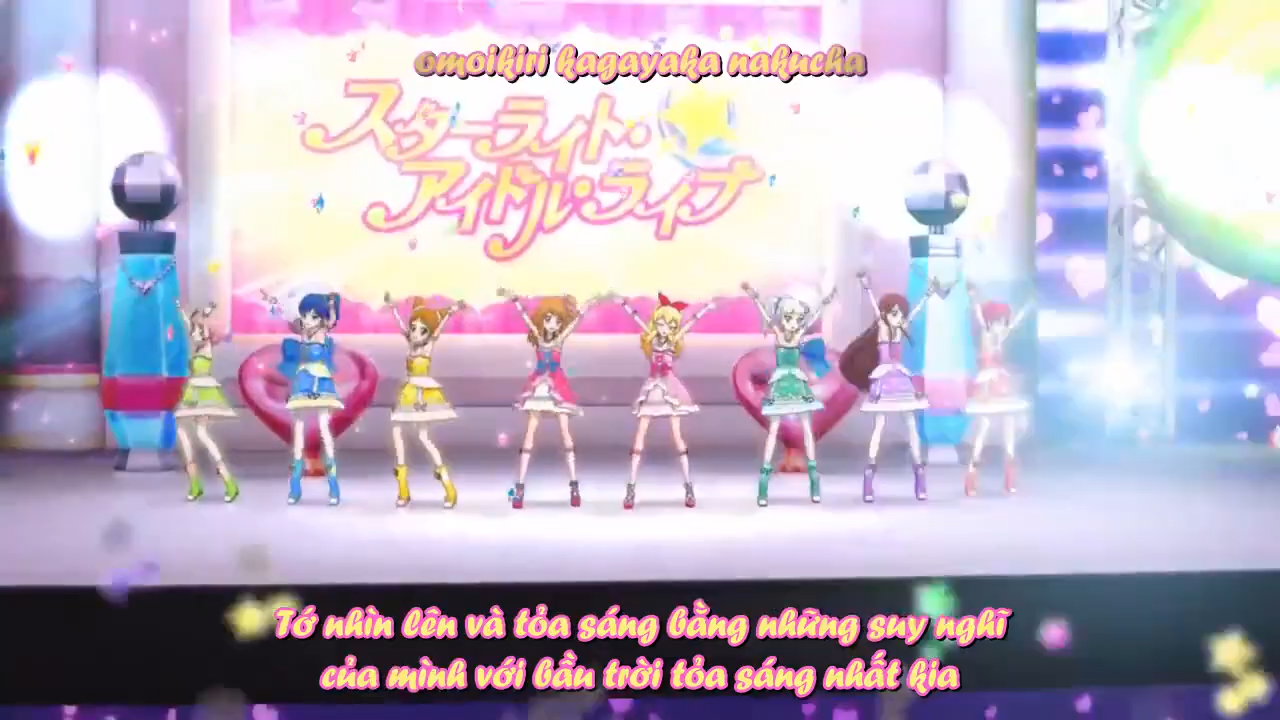 omoikiri kagayaka nakucha
スターライト・
アイドル・ライブ
Tớ nhìn lên và tỏa sáng bằng những suy nghĩ
của mình với bầu trời tỏa sáng nhất kia